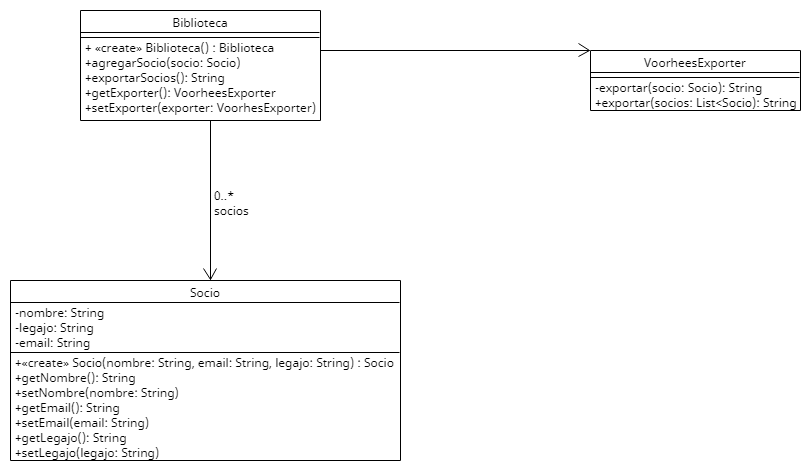 Biblioteca
+ «create» Biblioteca() : Biblioteca
+agregarSocio(socio: Socio)
+exportarSocios(): String
+getExporter(): VoorheesExporter
+setExporter(exporter: VoorhesExporter)
VoorheesExporter
-exportar(socio: Socio): String
+exportar(socios: List<Socio): String
0..*
socios
Socio
-nombre: String
-legajo: String
-email: String
+«create» Socio(nombre: String, email: String, legajo: String) : Socio
+getNombre(): String
+setNombre(nombre: String)
+getEmail(): String
+setEmail(email: String)
+getLegajo(): String
+setLegajo(legajo: String)